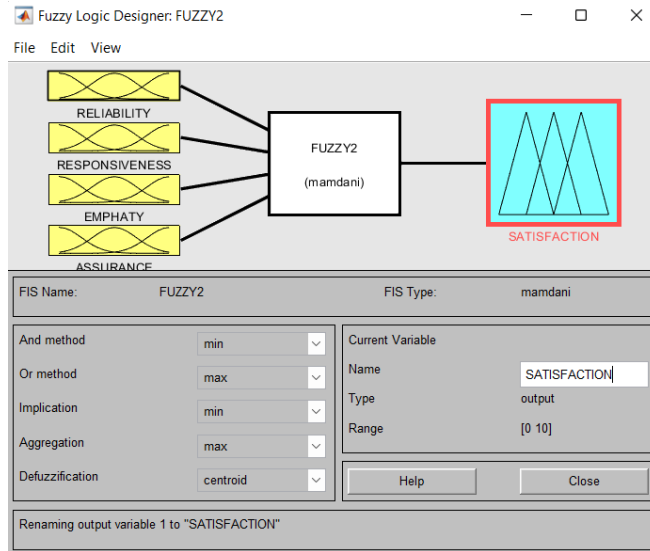 Fuzzy Logic Designer: FUZZY2
File Edit View
RELIABILITY
RESPONSIVENESS
EMPHATY
ASSURANCE
FUZZY2
(mamdani)
SATISFACTION
FIS Name: FUZZY2 FIS Type: mamdani
And method min
Or method max
Implication min
Aggregation max
Defuzzification centroid
Current Variable
Name SATISFACTION
Type output
Range [0 10]
Help Close
Renaming output variable 1 to "SATISFACTION"